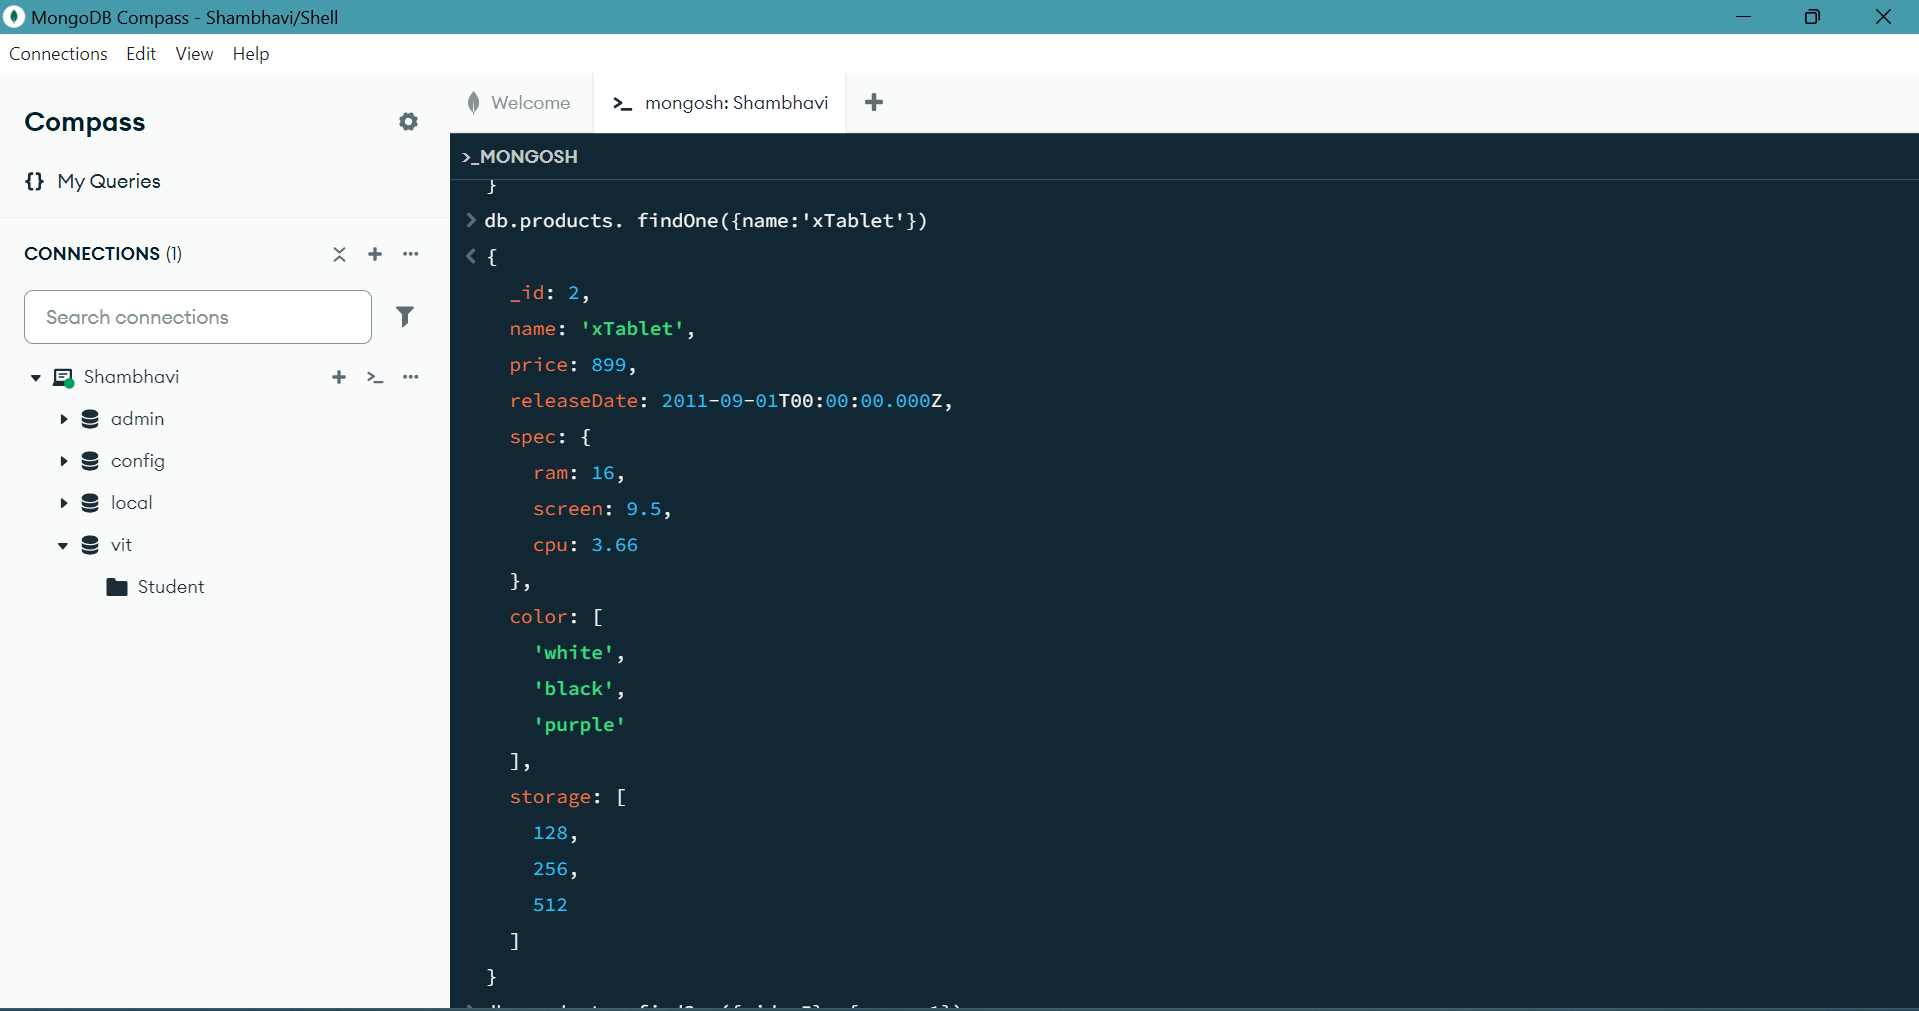 MongoDB Compass - Shambhavi/Shell
Connections Edit View Help
Compass
{} My Queries
CONNECTIONS (1)
Search connections
Shambhavi
admin
config
local
vit
Student
Welcome
>_ mongosh: Shambhavi
>_MONGOSH
}
> db.products. findOne({name:'xTablet'})
< {
_id: 2,
name: 'xTablet',
price: 899,
releaseDate: 2011-09-01T00:00:00.000Z,
spec: {
ram: 16,
screen: 9.5,
cpu: 3.66
},
color: [
'white',
'black',
'purple'
],
storage: [
128,
256,
512
]
}